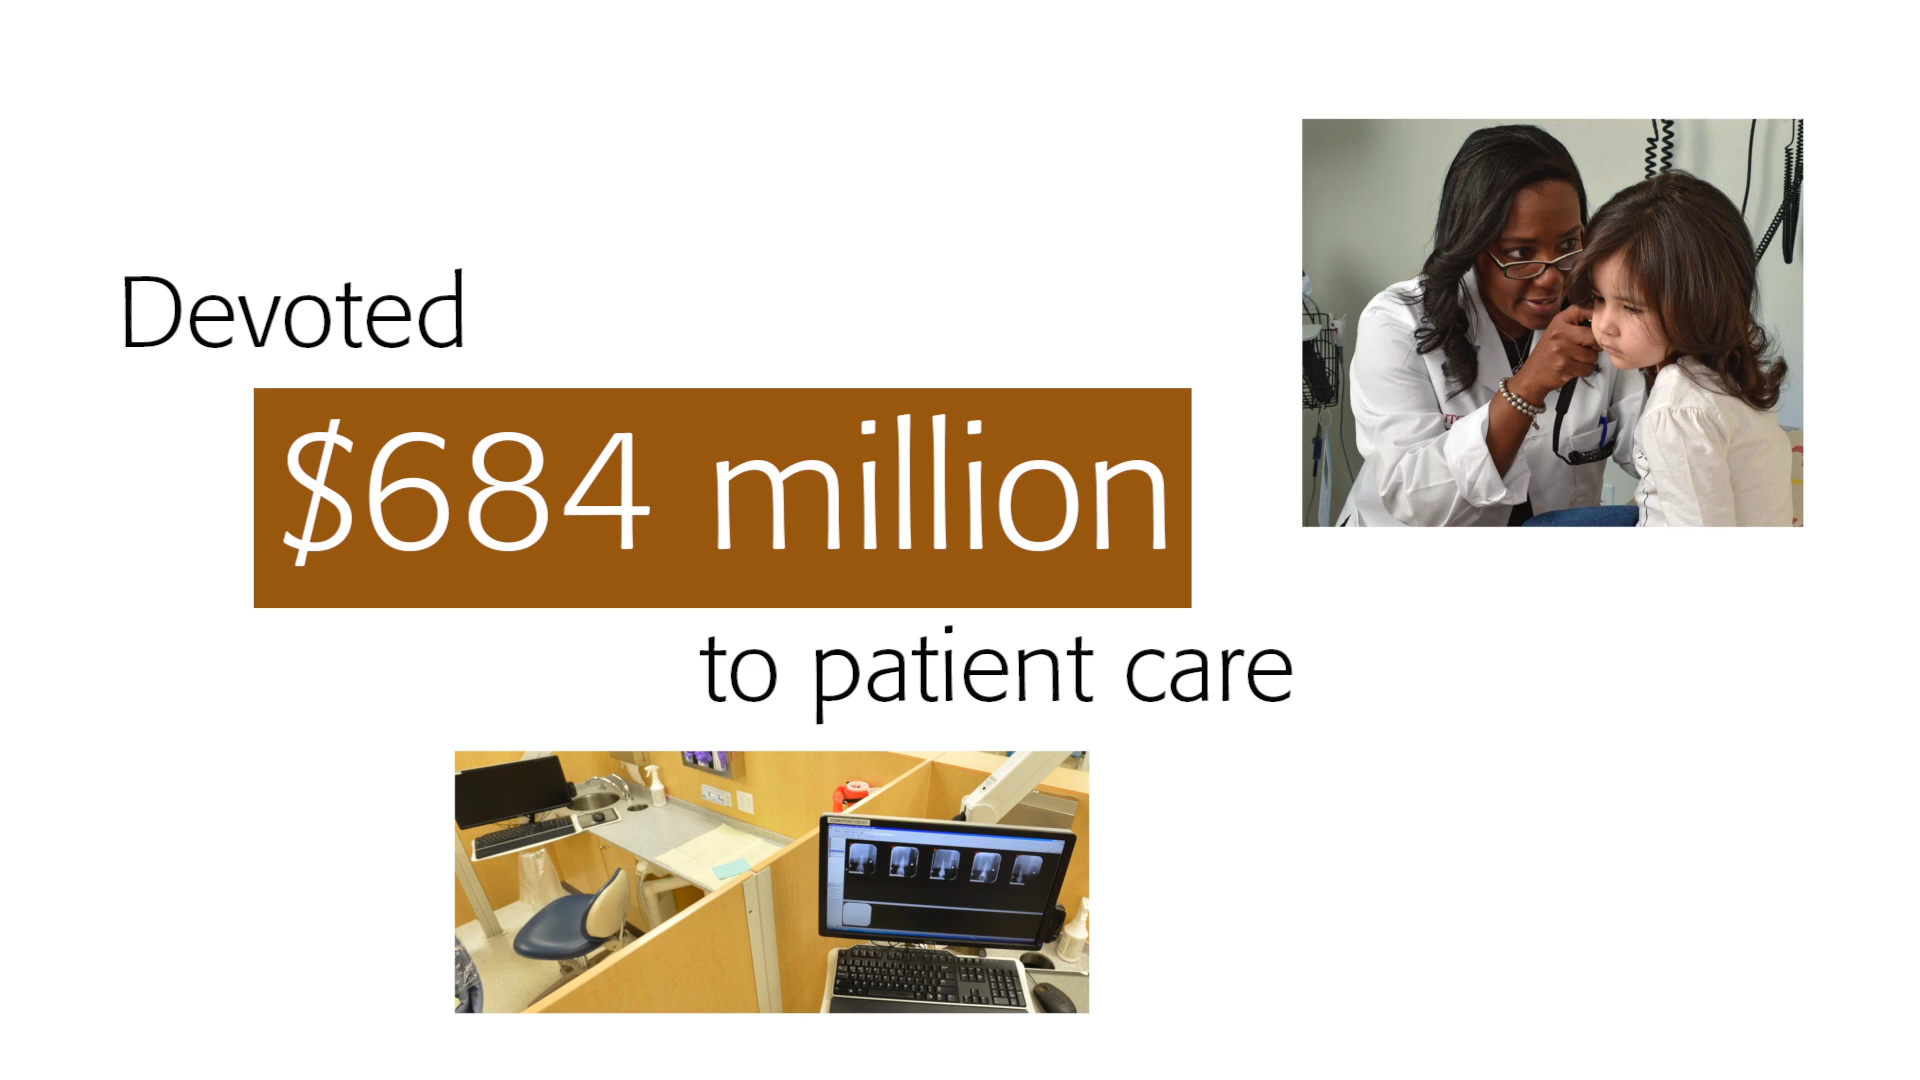 Devoted
$684 million
to patient care